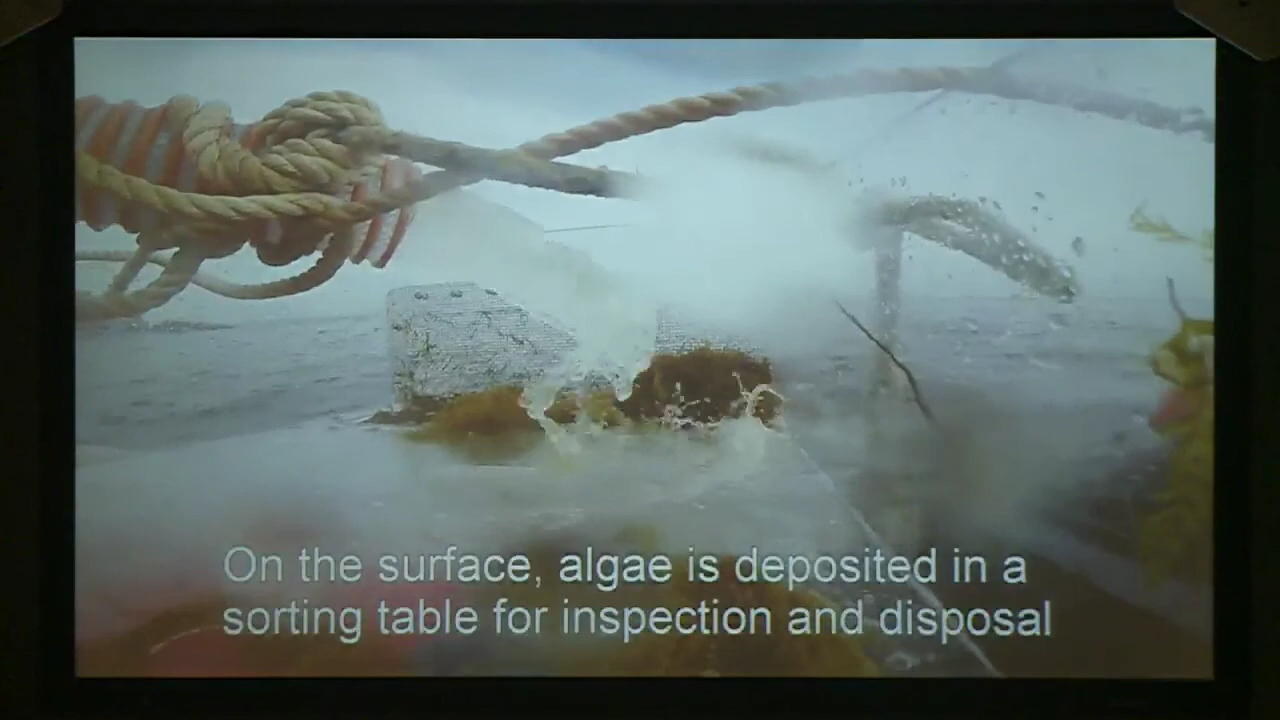 On the surface, algae is deposited in a
sorting table for inspection and disposal